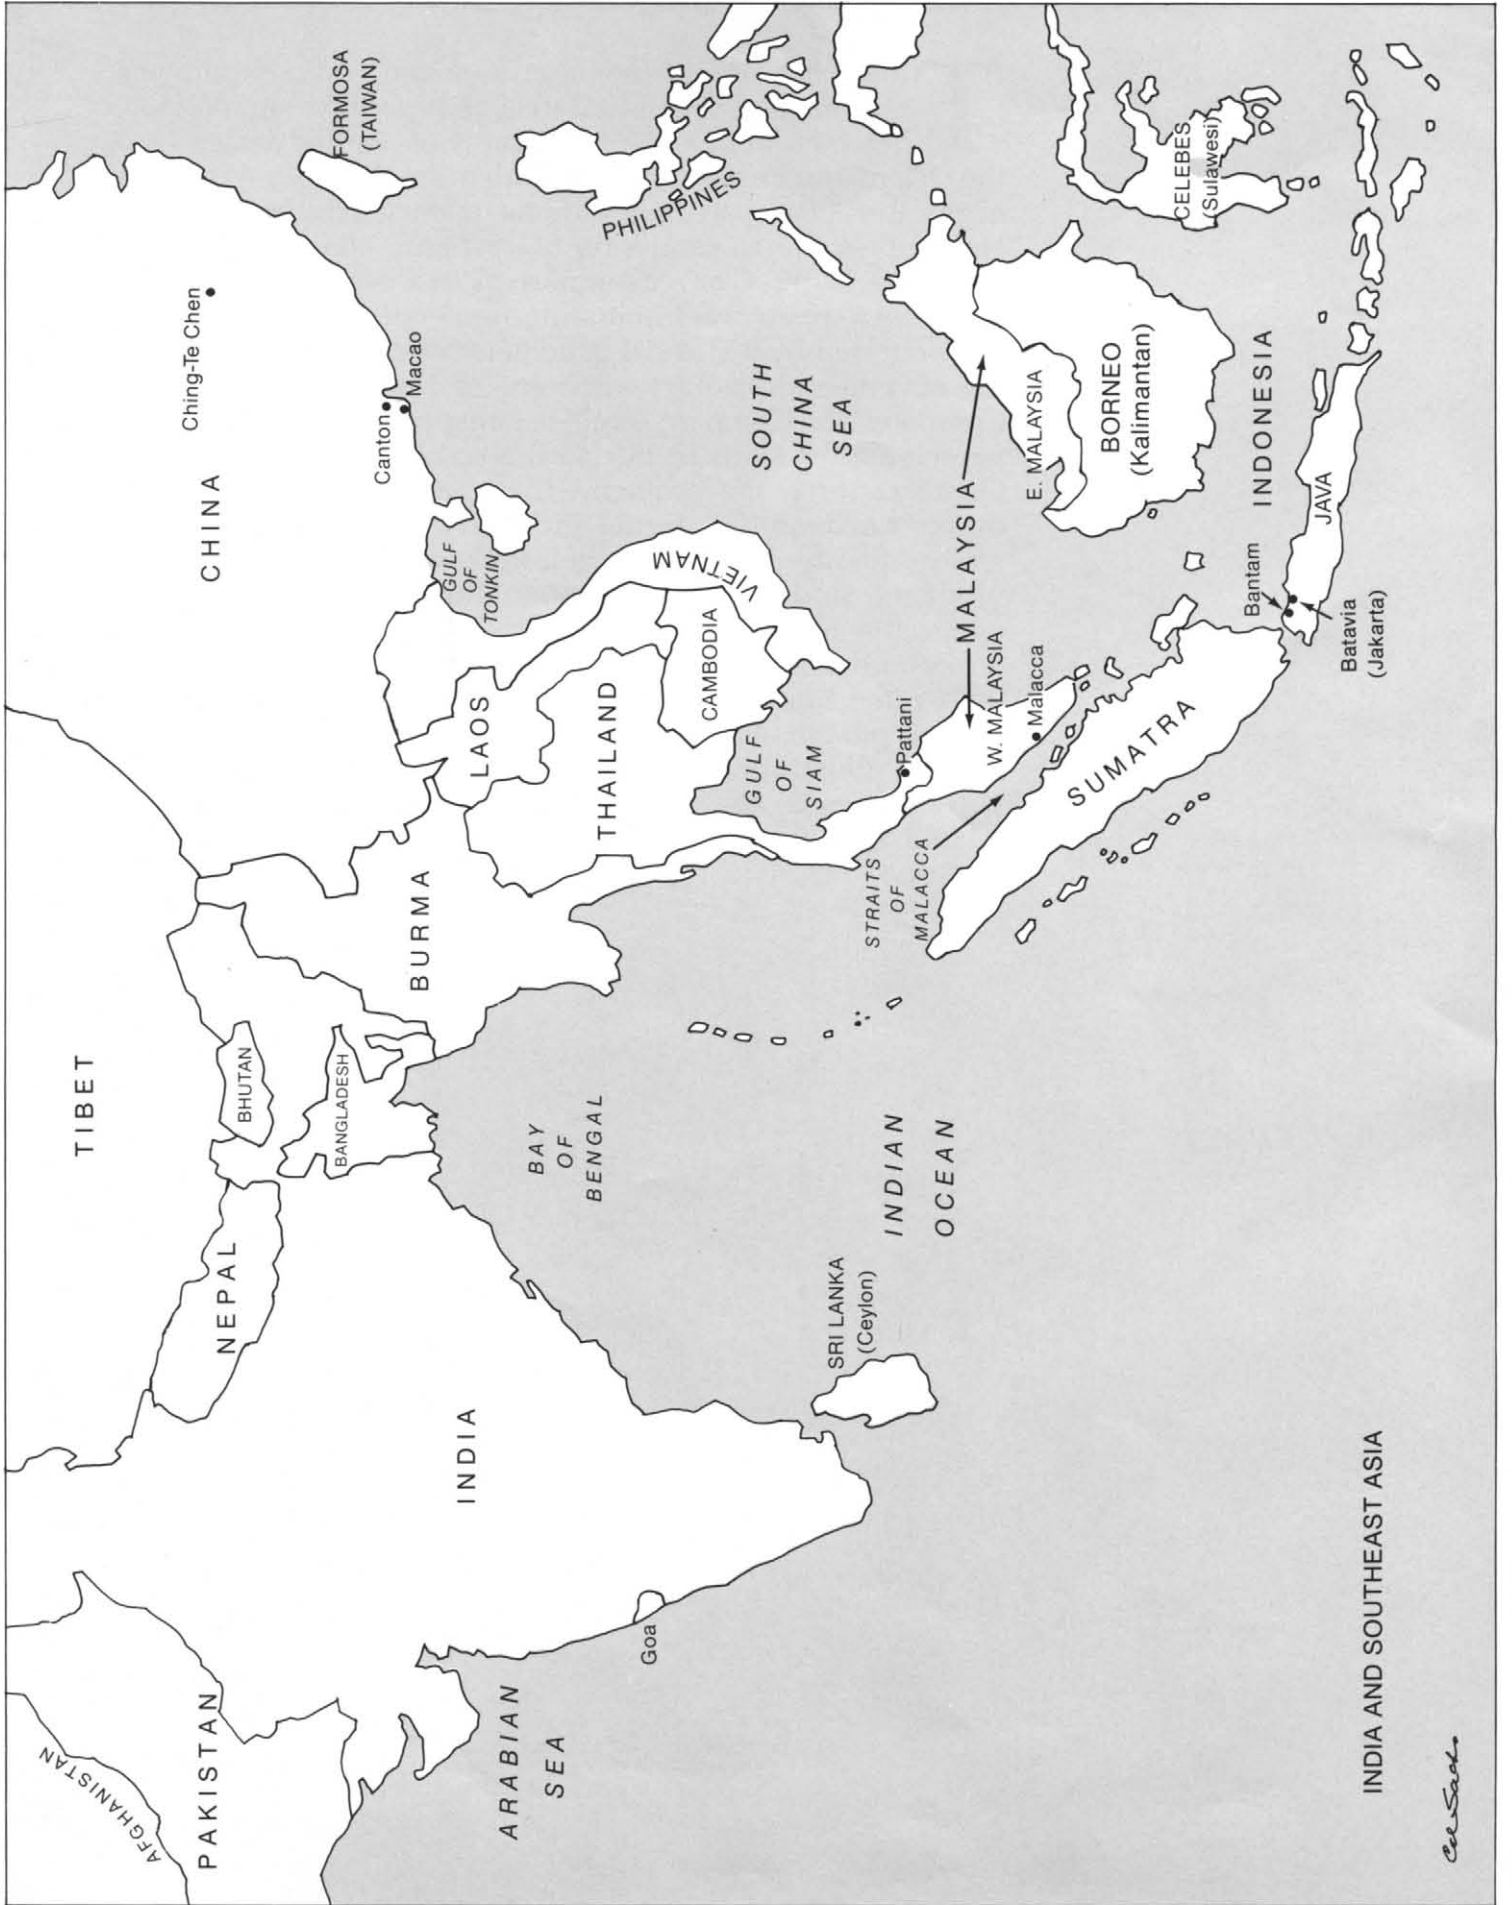 TIBET
CHINA
Ching-Te Chen
FORMOSA
(TAIWAN)
Canton
Macao
AFGHANISTAN
PAKISTAN
NEPAL
BHUTAN
BANGLADESH
INDIA
BURMA
LAOS
GULF
OF
TONKIN
THAILAND
VIETNAM
CAMBODIA
PHILIPPINES
ARABIAN
SEA
Goa
BAY
OF
BENGAL
GULF
OF
SIAM
SOUTH
CHINA
SEA
SRI LANKA
(Ceylon)
INDIAN
OCEAN
STRAITS
OF
MALACCA
Pattani
MALAYSIA
W. MALAYSIA
Malacca
E. MALAYSIA
BORNEO
(Kalimantan)
CELEBES
(Sulawesi)
SUMATRA
INDONESIA
Bantam
JAVA
Batavia
(Jakarta)
INDIA AND SOUTHEAST ASIA